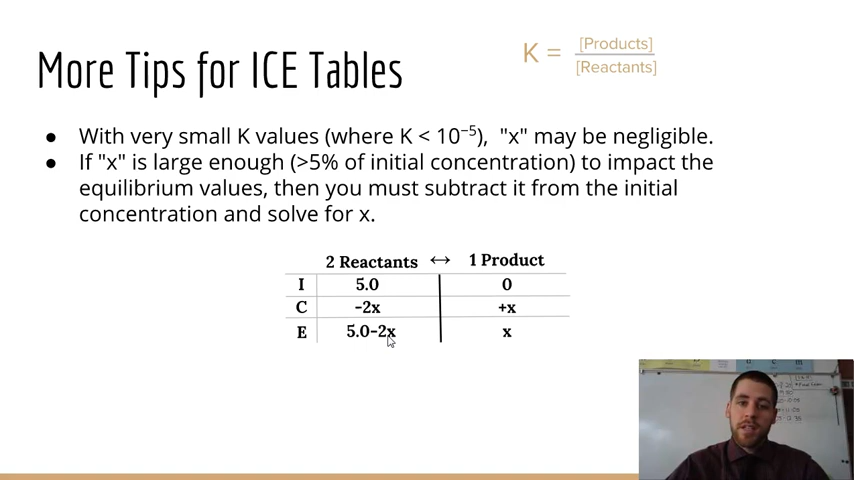 More Tips for ICE Tables
K = [Products]
[Reactants]
● With very small K values (where K < 10⁻⁵), "x" may be negligible.
● If "x" is large enough (>5% of initial concentration) to impact the
equilibrium values, then you must subtract it from the initial
concentration and solve for x.
2 Reactants ↔ 1 Product
I 5.0 0
C -2x +x
E 5.0-2x x